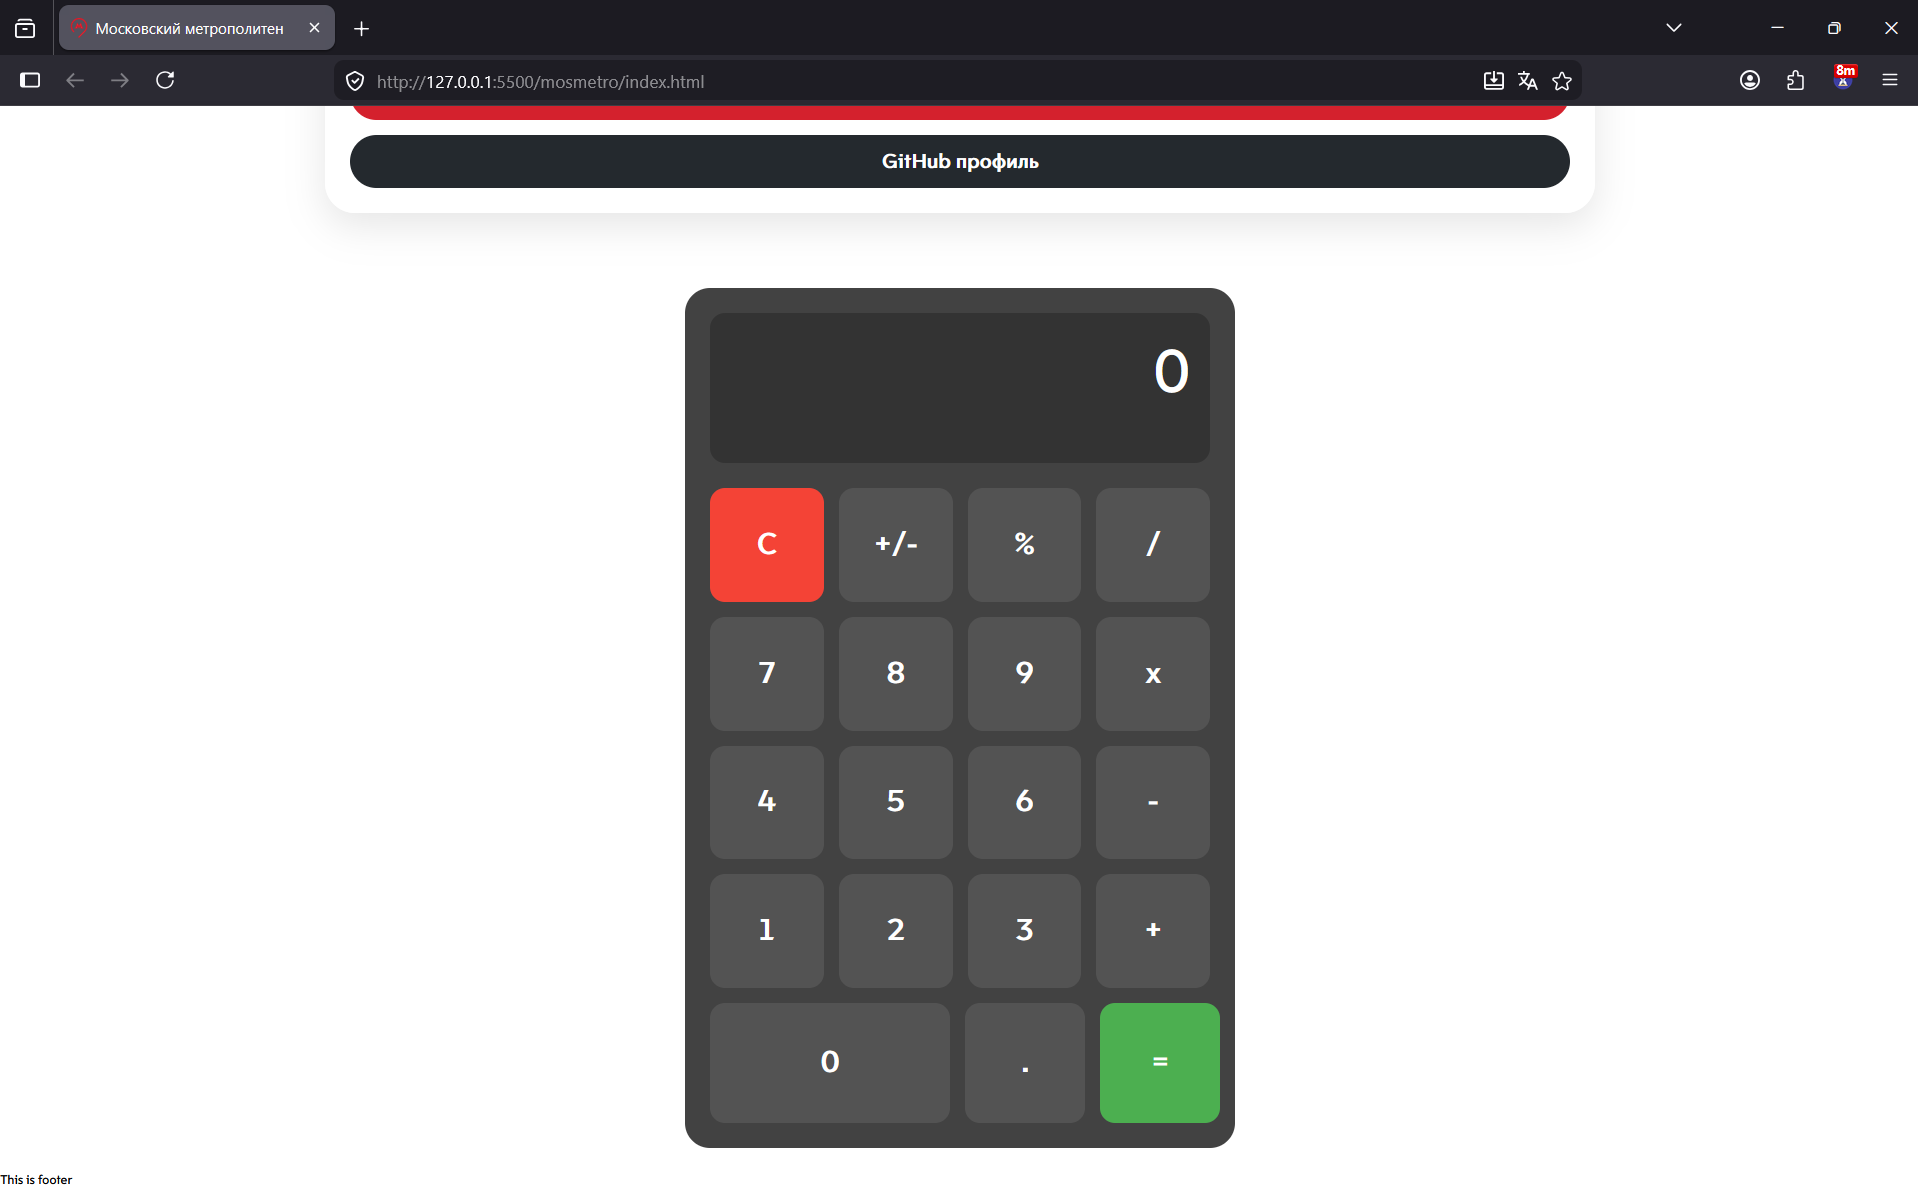 Московский метрополитен
http://127.0.0.1:5500/mosmetro/index.html
8m
GitHub профиль
0
C +/- % /
7 8 9 x
4 5 6 -
1 2 3 +
0 . =
This is footer